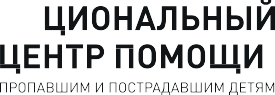 ЦИОНАЛЬНЫЙ
ЦЕНТР ПОМОЩИ
ПРОПАВШИМ И ПОСТРАДАВШИМ ДЕТЯМ